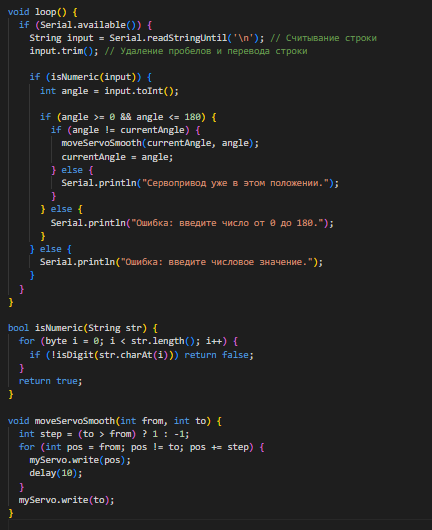 void loop() {
  if (Serial.available()) {
    String input = Serial.readStringUntil('\n'); // Считывание строки
    input.trim(); // Удаление пробелов и перевода строки

    if (isNumeric(input)) {
      int angle = input.toInt();

      if (angle >= 0 && angle <= 180) {
        if (angle != currentAngle) {
          moveServoSmooth(currentAngle, angle);
          currentAngle = angle;
        } else {
          Serial.println("Сервопривод уже в этом положении.");
        }
      } else {
        Serial.println("Ошибка: введите число от 0 до 180.");
      }
    } else {
      Serial.println("Ошибка: введите числовое значение.");
    }
  }
}

bool isNumeric(String str) {
  for (byte i = 0; i < str.length(); i++) {
    if (!isDigit(str.charAt(i))) return false;
  }
  return true;
}

void moveServoSmooth(int from, int to) {
  int step = (to > from) ? 1 : -1;
  for (int pos = from; pos != to; pos += step) {
    myServo.write(pos);
    delay(10);
  }
  myServo.write(to);
}